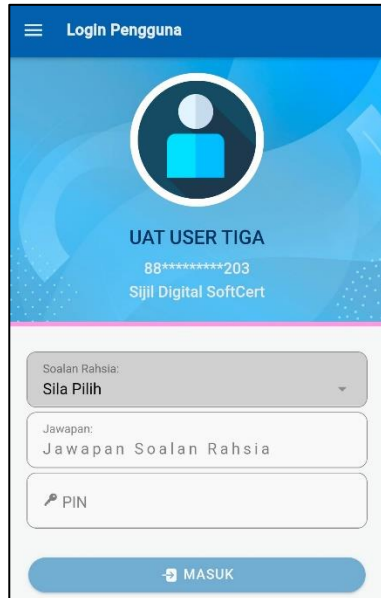 Login Pengguna
UAT USER TIGA
88*********203
Sijil Digital SoftCert
Soalan Rahsia:
Sila Pilih
Jawapan:
Jawapan Soalan Rahsia
PIN
MASUK